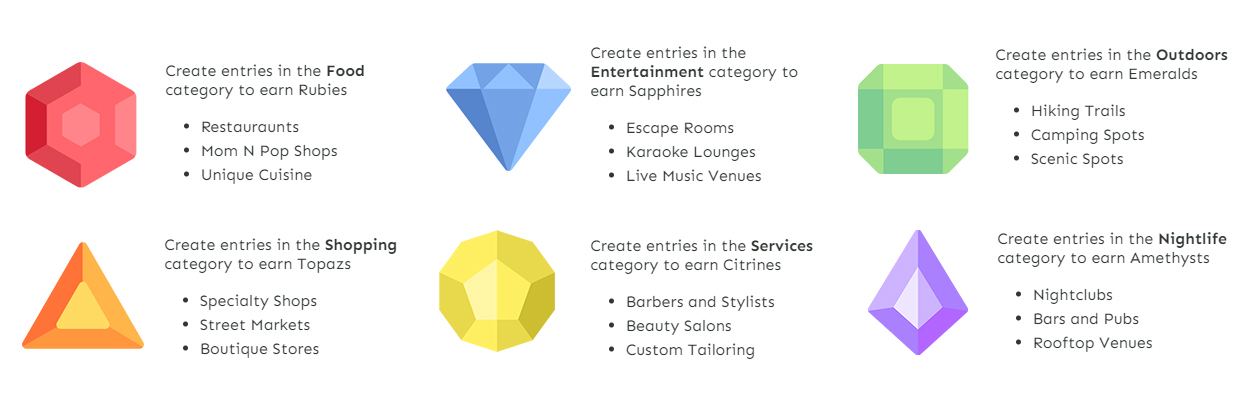 Create entries in the Food
category to earn Rubies
• Restauraunts
• Mom N Pop Shops
• Unique Cuisine
Create entries in the
Entertainment category to
earn Sapphires
• Escape Rooms
• Karaoke Lounges
• Live Music Venues
Create entries in the Outdoors
category to earn Emeralds
• Hiking Trails
• Camping Spots
• Scenic Spots
Create entries in the Shopping
category to earn Topazs
• Specialty Shops
• Street Markets
• Boutique Stores
Create entries in the Services
category to earn Citrines
• Barbers and Stylists
• Beauty Salons
• Custom Tailoring
Create entries in the Nightlife
category to earn Amethysts
• Nightclubs
• Bars and Pubs
• Rooftop Venues